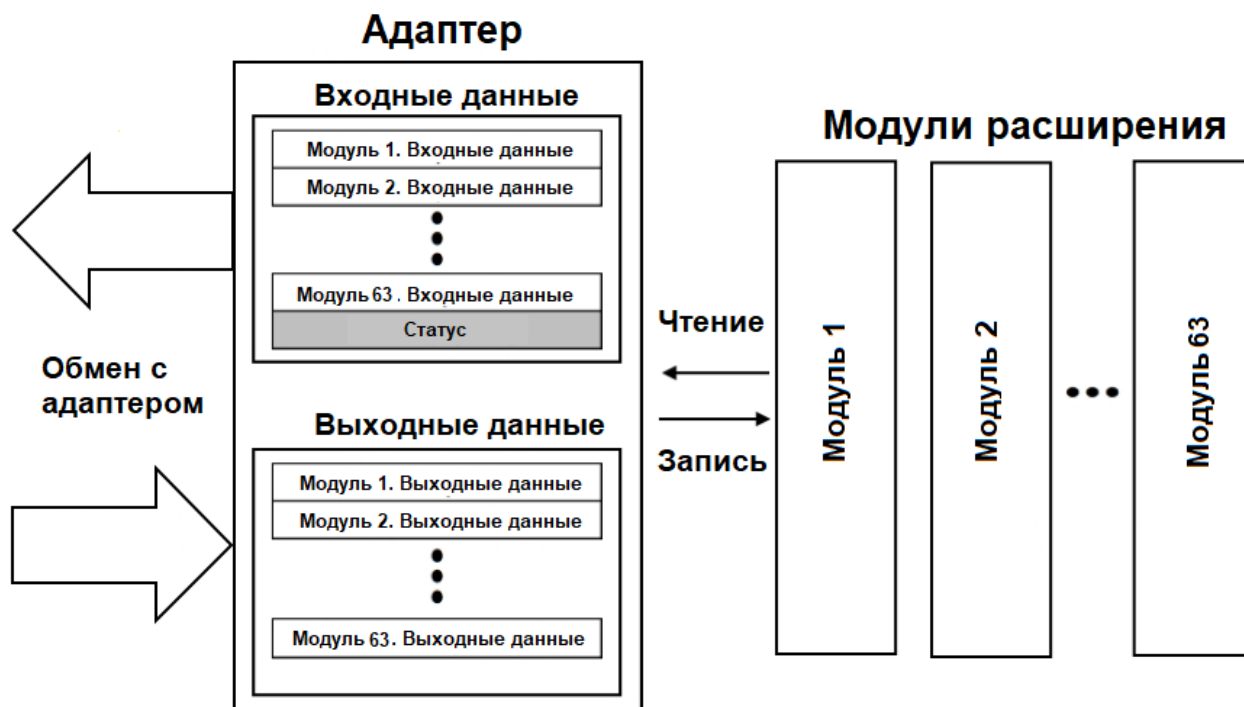 Адаптер
Входные данные
Модуль 1. Входные данные
Модуль 2. Входные данные
Модуль 63 . Входные данные
Статус
Обмен с
адаптером
Выходные данные
Модуль 1. Выходные данные
Модуль 2. Выходные данные
Модуль 63. Выходные данные
Чтение
Запись
Модули расширения
Модуль 1
Модуль 2
Модуль 63